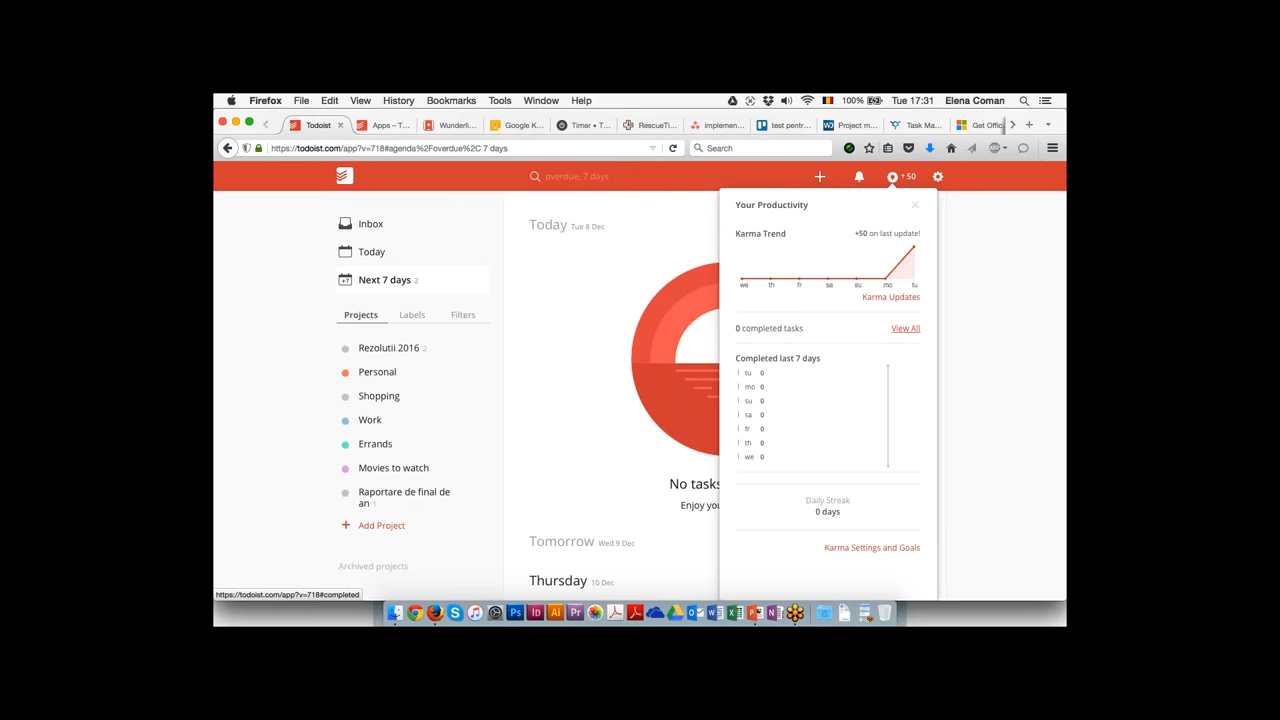 Firefox File Edit View History Bookmarks Tools Window Help 100% Tue 17:31 Elena Coman
Todoist Apps – T... Wunderli... Google K... Timer • T... RescueTi... implemen... test pentr... Project m... Task Ma... Get Offic
https://todoist.com/app?v=718#agenda%2Foverdue%2C 7 days Search
overdue, 7 days
0 +50
Inbox
Today
Next 7 days 2
Projects Labels Filters
Rezolutii 2016 2
Personal
Shopping
Work
Errands
Movies to watch
Raportare de final de
an 1
Add Project
Archived projects
Today Tue 8 Dec
No tasks
Enjoy you
Tomorrow Wed 9 Dec
Thursday 10 Dec
Your Productivity
Karma Trend +50 on last update!
we th fr sa su mo tu
Karma Updates
0 completed tasks View All
Completed last 7 days
tu 0
mo 0
su 0
sa 0
fr 0
th 0
we 0
Daily Streak
0 days
Karma Settings and Goals
https://todoist.com/app?v=718#completed
Ps Id Ai Pr